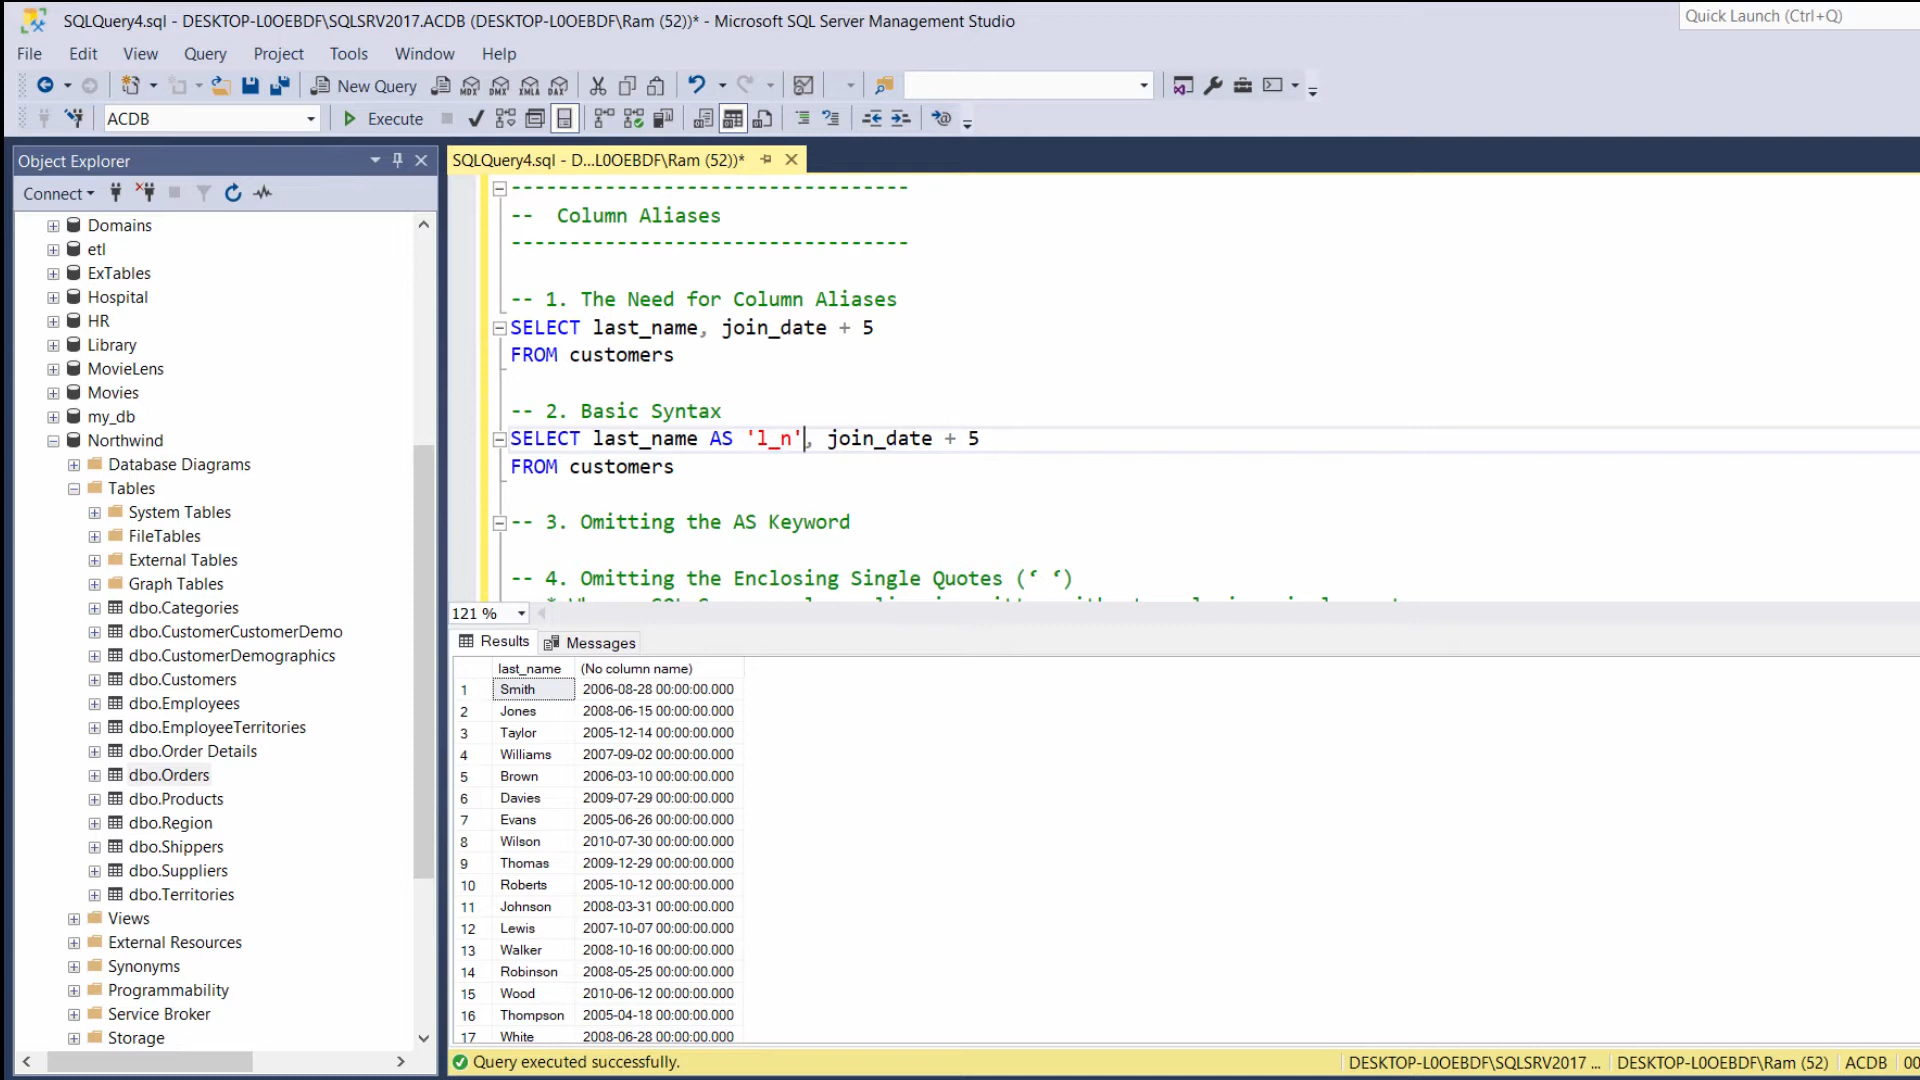 SQLQuery4.sql - DESKTOP-L0OEBDF\SQLSRV2017.ACDB (DESKTOP-L0OEBDF\Ram (52))* - Microsoft SQL Server Management Studio
Quick Launch (Ctrl+Q)
File Edit View Query Project Tools Window Help
New Query
MDX DMX XMLA DAX
ACDB
Execute
Object Explorer
SQLQuery4.sql - D...L0OEBDF\Ram (52))*
Connect
Domains
etl
ExTables
Hospital
HR
Library
MovieLens
Movies
my_db
Northwind
Database Diagrams
Tables
System Tables
FileTables
External Tables
Graph Tables
dbo.Categories
dbo.CustomerCustomerDemo
dbo.CustomerDemographics
dbo.Customers
dbo.Employees
dbo.EmployeeTerritories
dbo.Order Details
dbo.Orders
dbo.Products
dbo.Region
dbo.Shippers
dbo.Suppliers
dbo.Territories
Views
External Resources
Synonyms
Programmability
Service Broker
Storage
----------------------------------
-- Column Aliases
----------------------------------
-- 1. The Need for Column Aliases
SELECT last_name, join_date + 5
FROM customers
-- 2. Basic Syntax
SELECT last_name AS 'l_n', join_date + 5
FROM customers
-- 3. Omitting the AS Keyword
-- 4. Omitting the Enclosing Single Quotes (‘ ‘)
121 %
Results Messages
last_name (No column name)
1 Smith 2006-08-28 00:00:00.000
2 Jones 2008-06-15 00:00:00.000
3 Taylor 2005-12-14 00:00:00.000
4 Williams 2007-09-02 00:00:00.000
5 Brown 2006-03-10 00:00:00.000
6 Davies 2009-07-29 00:00:00.000
7 Evans 2005-06-26 00:00:00.000
8 Wilson 2010-07-30 00:00:00.000
9 Thomas 2009-12-29 00:00:00.000
10 Roberts 2005-10-12 00:00:00.000
11 Johnson 2008-03-31 00:00:00.000
12 Lewis 2007-10-07 00:00:00.000
13 Walker 2008-10-16 00:00:00.000
14 Robinson 2008-05-25 00:00:00.000
15 Wood 2010-06-12 00:00:00.000
16 Thompson 2005-04-18 00:00:00.000
17 White 2008-06-28 00:00:00.000
Query executed successfully.
DESKTOP-L0OEBDF\SQLSRV2017 ... DESKTOP-L0OEBDF\Ram (52) ACDB 00